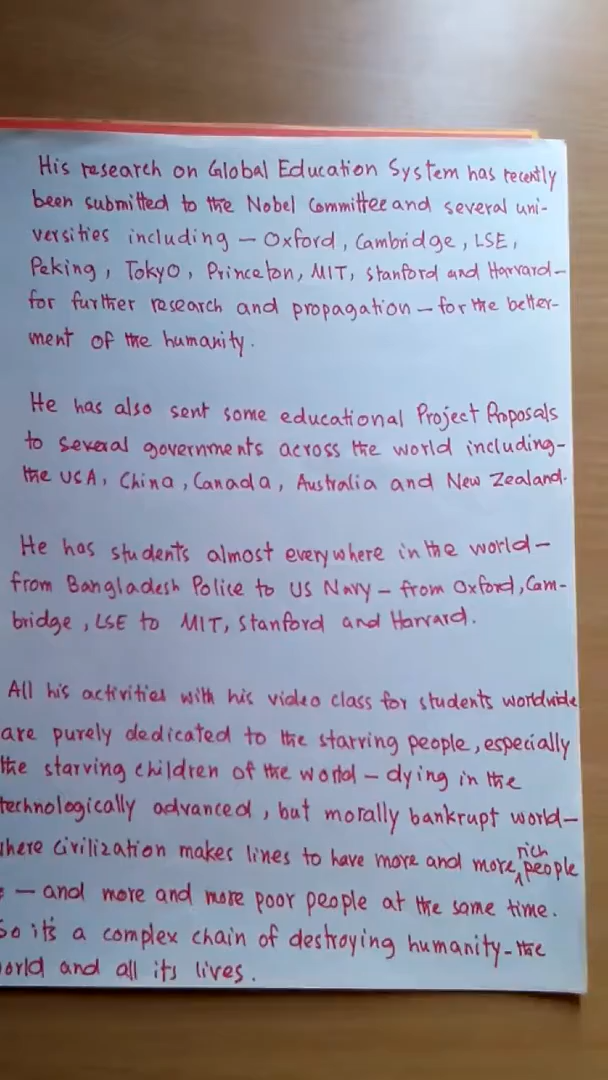 His research on Global Education System has recently
been submitted to the Nobel Committee and several uni-
versities including — Oxford, Cambridge, LSE,
Peking, Tokyo, Princeton, MIT, Stanford and Harvard—
for further research and propagation — for the better-
ment of the humanity.
He has also sent some educational Project Proposals
to several governments across the world including-
the USA, China, Canada, Australia and New Zealand.
He has students almost everywhere in the world—
from Bangladesh Police to US Navy — from Oxford, Cam-
bridge, LSE to MIT, Stanford and Harvard.
All his activities with his video class for students worldwide
are purely dedicated to the starving people, especially
the starving children of the world — dying in the
technologically advanced, but morally bankrupt world—
where civilization makes lines to have more and more rich people
— and more and more poor people at the same time.
So it's a complex chain of destroying humanity - the
world and all its lives.